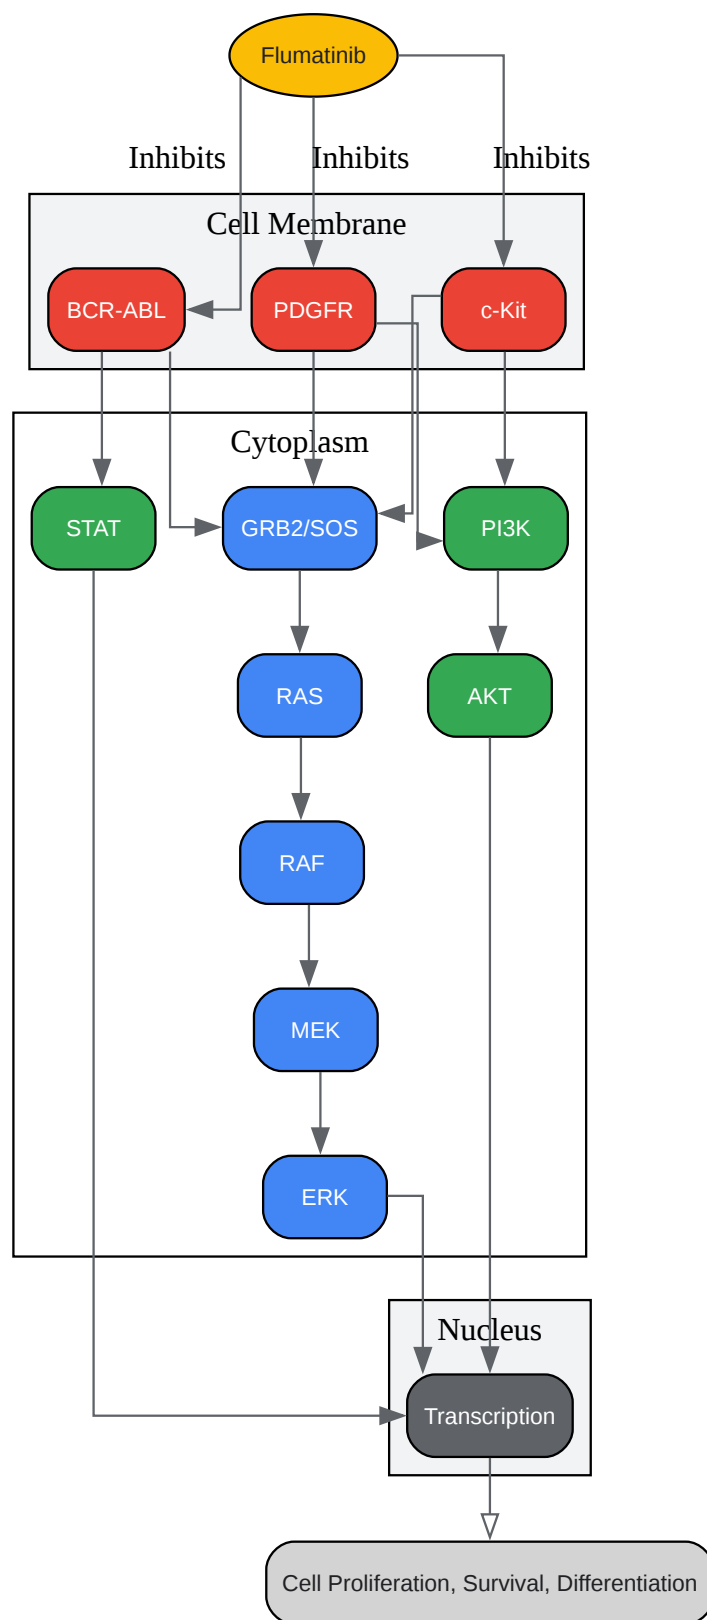 Flumatinib
Inhibits
Inhibits
Inhibits
Cell Membrane
BCR-ABL
PDGFR
c-Kit
Cytoplasm
STAT
GRB2/SOS
PI3K
RAS
AKT
RAF
MEK
ERK
Nucleus
Transcription
Cell Proliferation, Survival, Differentiation